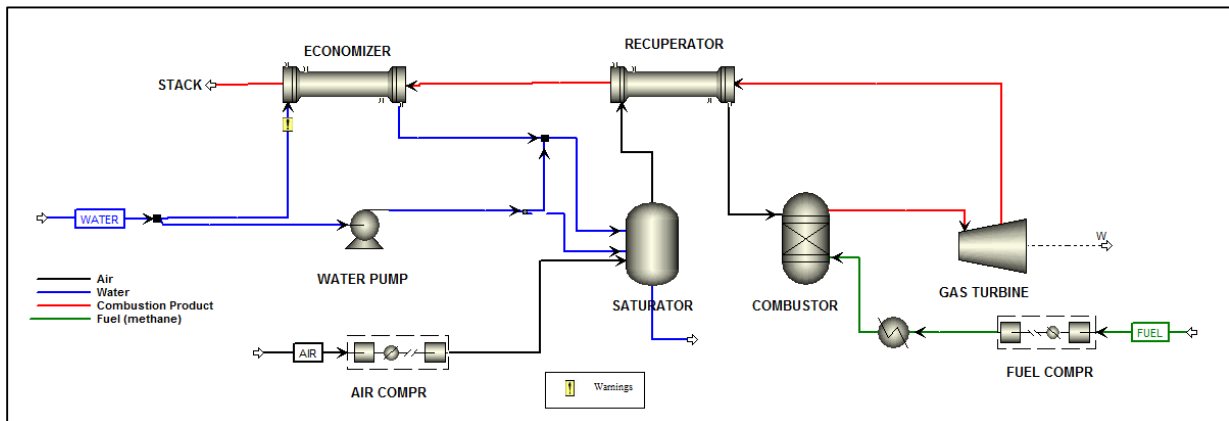 ECONOMIZER
RECUPERATOR
STACK
!
WATER
WATER PUMP
SATURATOR
COMBUSTOR
GAS TURBINE
W
Air
Water
Combustion Product
Fuel (methane)
AIR
AIR COMPR
! Warnings
FUEL
FUEL COMPR